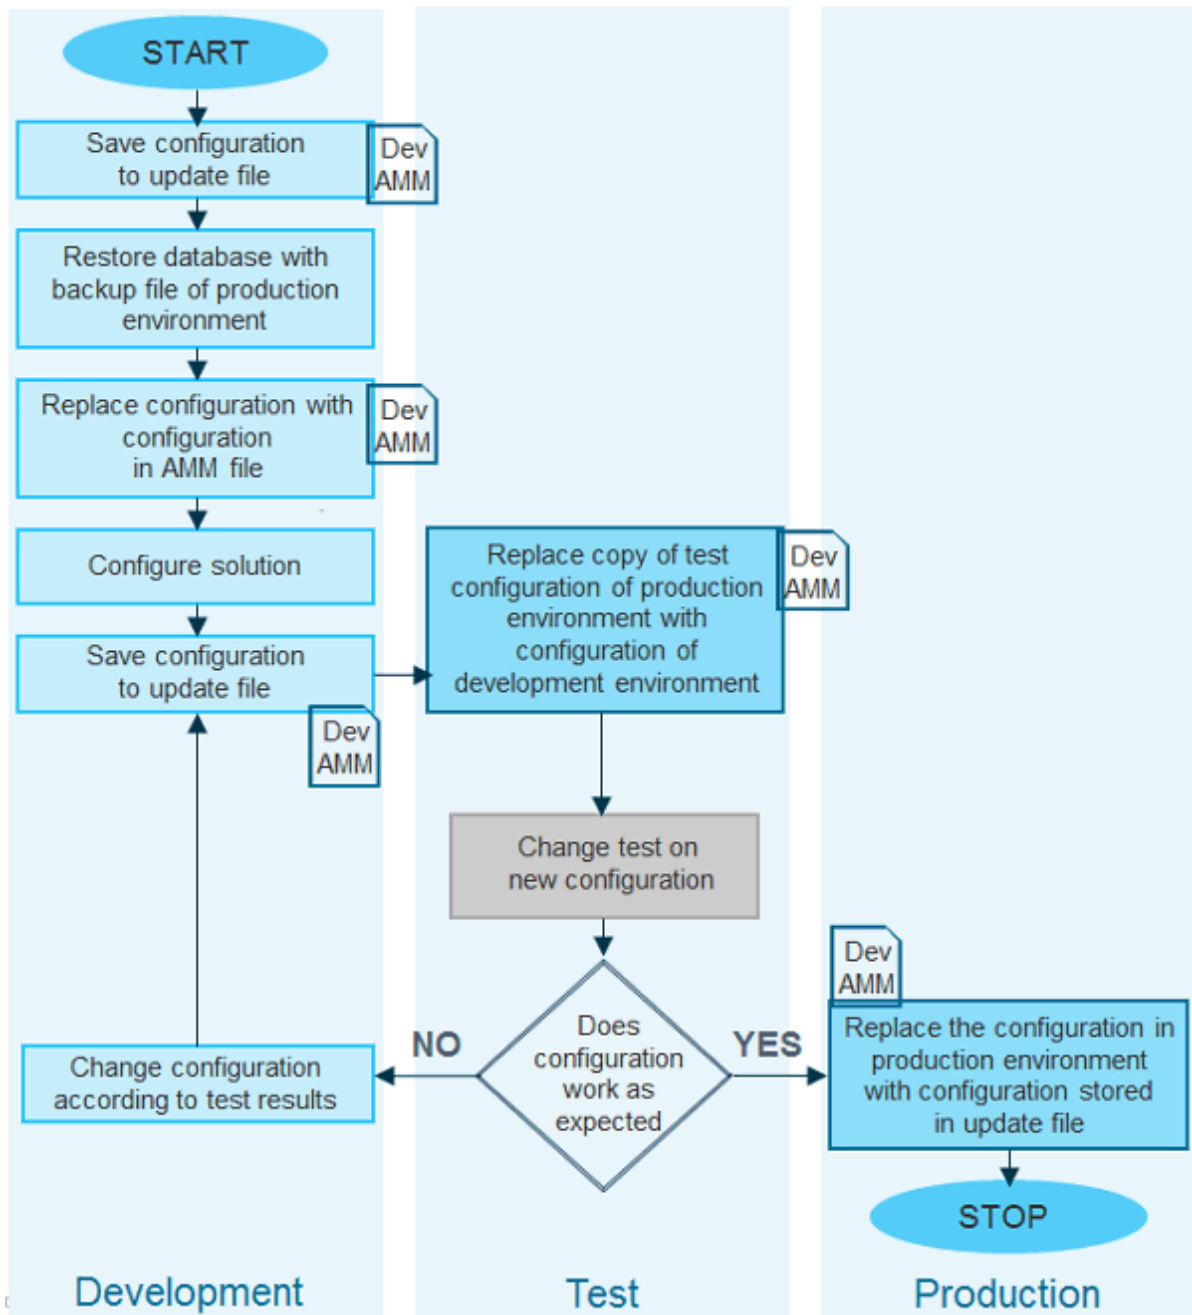 START
Save configuration
to update file
Dev
AMM
Restore database with
backup file of production
environment
Replace configuration with
configuration
in AMM file
Dev
AMM
Configure solution
Save configuration
to update file
Dev
AMM
Replace copy of test
configuration of production
environment with
configuration of
development environment
Dev
AMM
Change test on
new configuration
Does
configuration
work as
expected
NO
YES
Change configuration
according to test results
Dev
AMM
Replace the configuration in
production environment
with configuration stored
in update file
STOP
Development
Test
Production